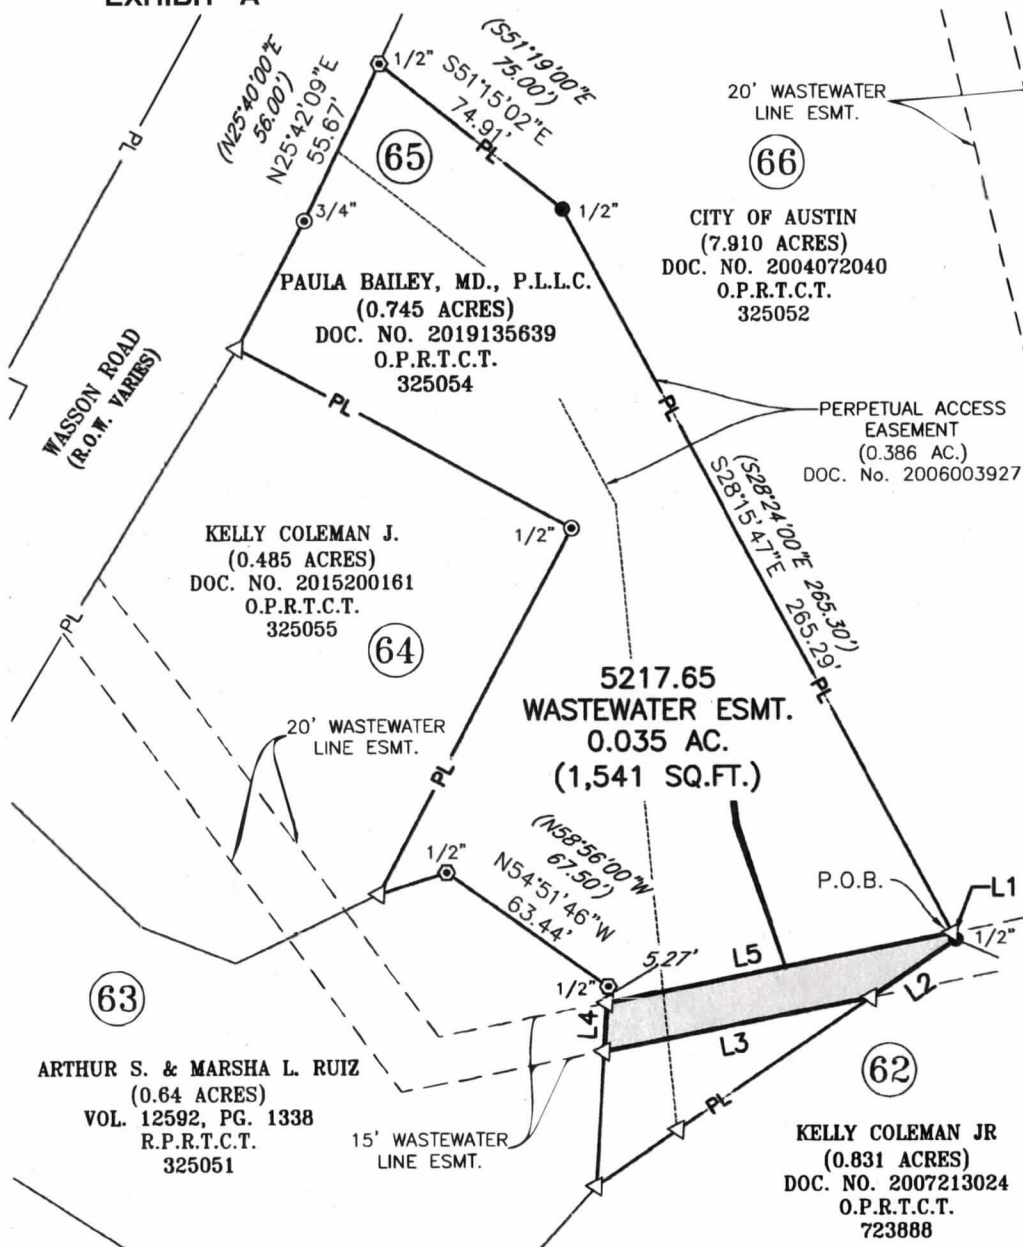 EXHIBIT "A"
(N25°40'00"E
56.00')
N25°42'09"E
55.67'
1/2"
(S51°19'00"E
75.00')
S51°15'02"E
74.91'
PL
PL
65
3/4"
1/2"
20' WASTEWATER
LINE ESMT.
66
CITY OF AUSTIN
(7.910 ACRES)
DOC. NO. 2004072040
O.P.R.T.C.T.
325052
PAULA BAILEY, MD., P.L.L.C.
(0.745 ACRES)
DOC. NO. 2019135639
O.P.R.T.C.T.
325054
WASSON ROAD
(R.O.W. VARIES)
PL
PL
PERPETUAL ACCESS
EASEMENT
(0.386 AC.)
DOC. No. 2006003927
(S28°24'00"E 265.30')
S28°15'47"E 265.29'
KELLY COLEMAN J.
(0.485 ACRES)
DOC. NO. 2015200161
O.P.R.T.C.T.
325055
1/2"
64
PL
PL
5217.65
WASTEWATER ESMT.
0.035 AC.
(1,541 SQ.FT.)
20' WASTEWATER
LINE ESMT.
PL
1/2"
(N58°56'00"W
67.50')
N54°51'46"W
63.44'
P.O.B.
L1
1/2"
5.27'
L5
1/2"
L2
L4
L3
63
ARTHUR S. & MARSHA L. RUIZ
(0.64 ACRES)
VOL. 12592, PG. 1338
R.P.R.T.C.T.
325051
15' WASTEWATER
LINE ESMT.
PL
62
KELLY COLEMAN JR
(0.831 ACRES)
DOC. NO. 2007213024
O.P.R.T.C.T.
723888